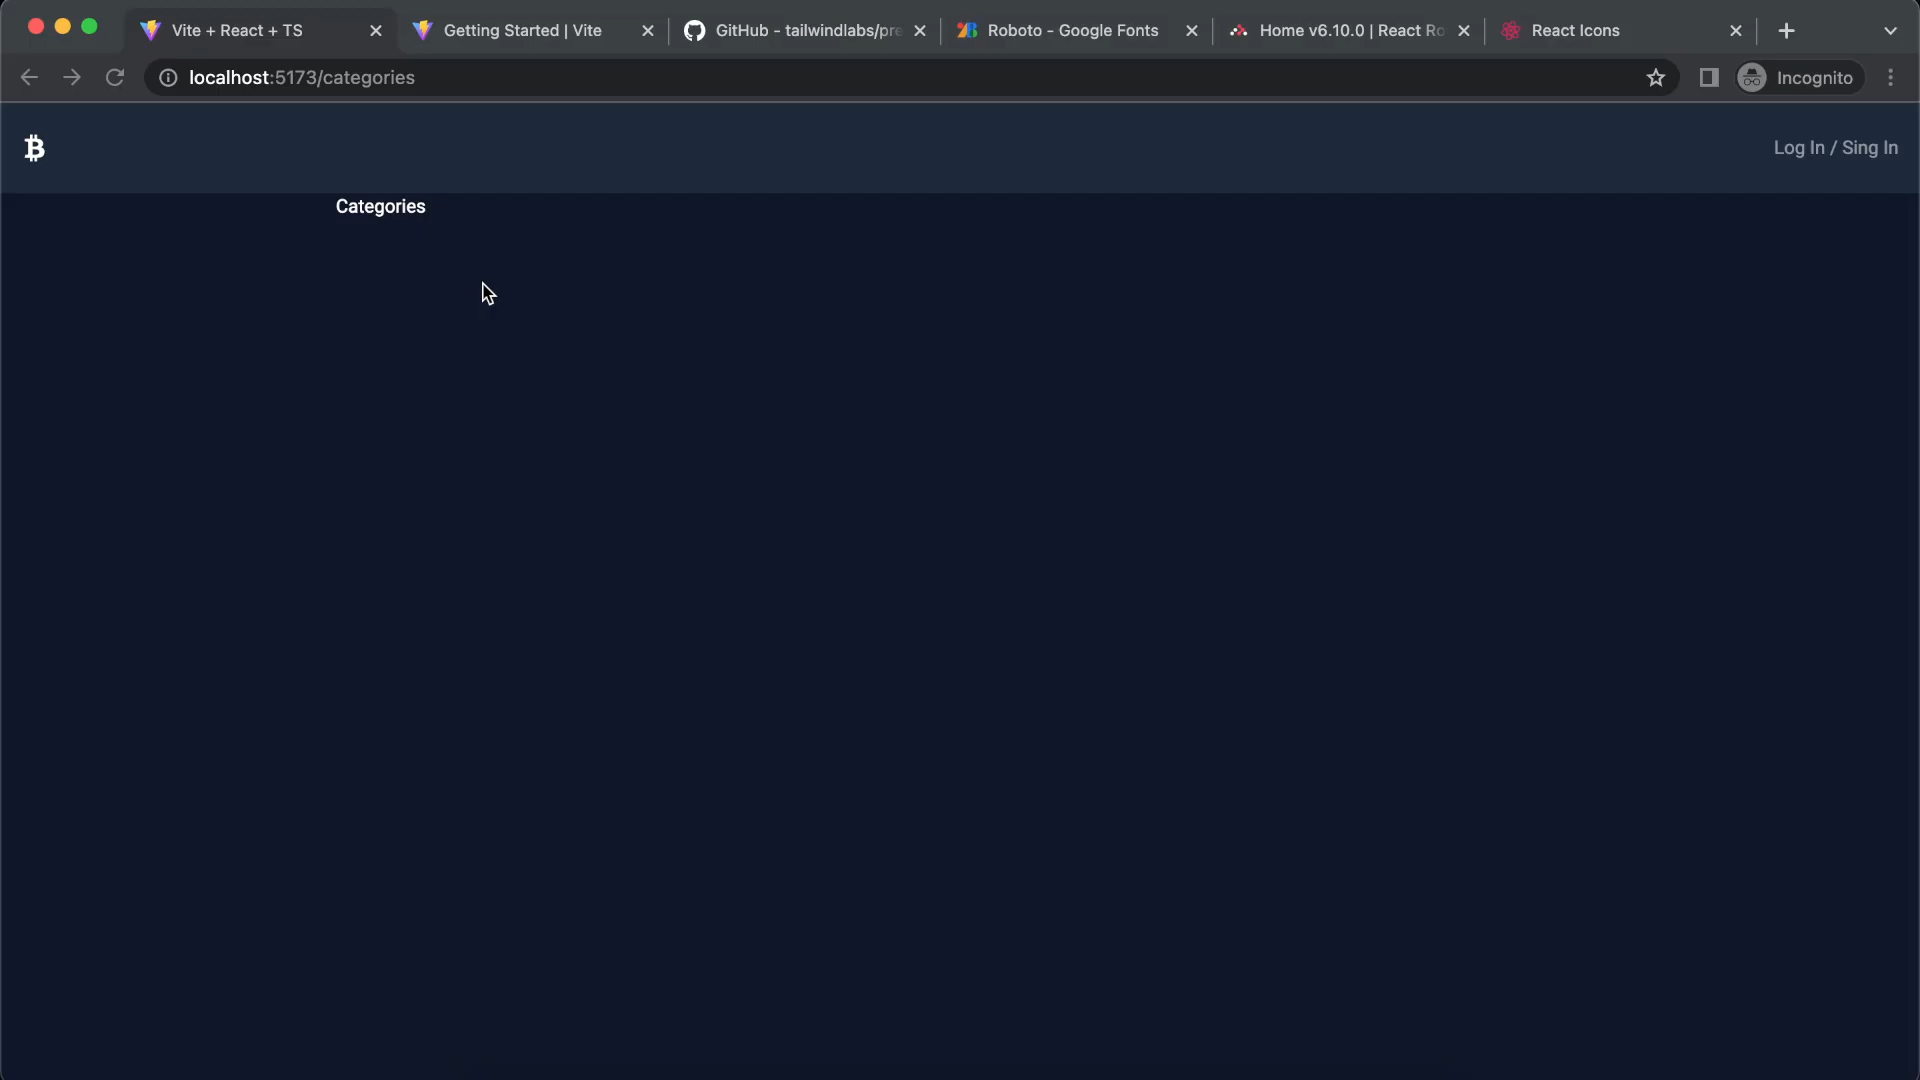 Vite + React + TS
Getting Started | Vite
GitHub - tailwindlabs/pre
Roboto - Google Fonts
Home v6.10.0 | React Ro
React Icons
localhost:5173/categories
Incognito
Log In / Sing In
Categories